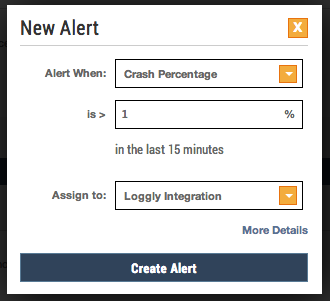 New Alert
X
Alert When: Crash Percentage
is > 1 %
in the last 15 minutes
Assign to: Loggly Integration
More Details
Create Alert